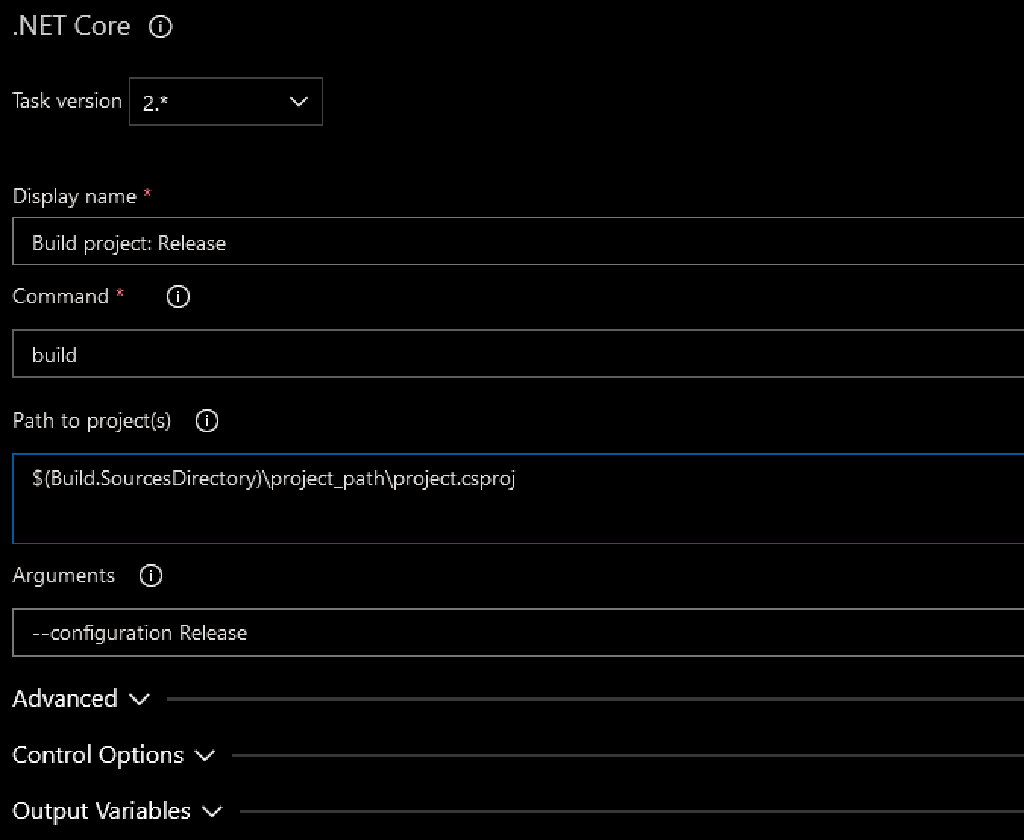 .NET Core
Task version 2.*
Display name *
Build project: Release
Command *
build
Path to project(s)
$(Build.SourcesDirectory)\project_path\project.csproj
Arguments
--configuration Release
Advanced
Control Options
Output Variables